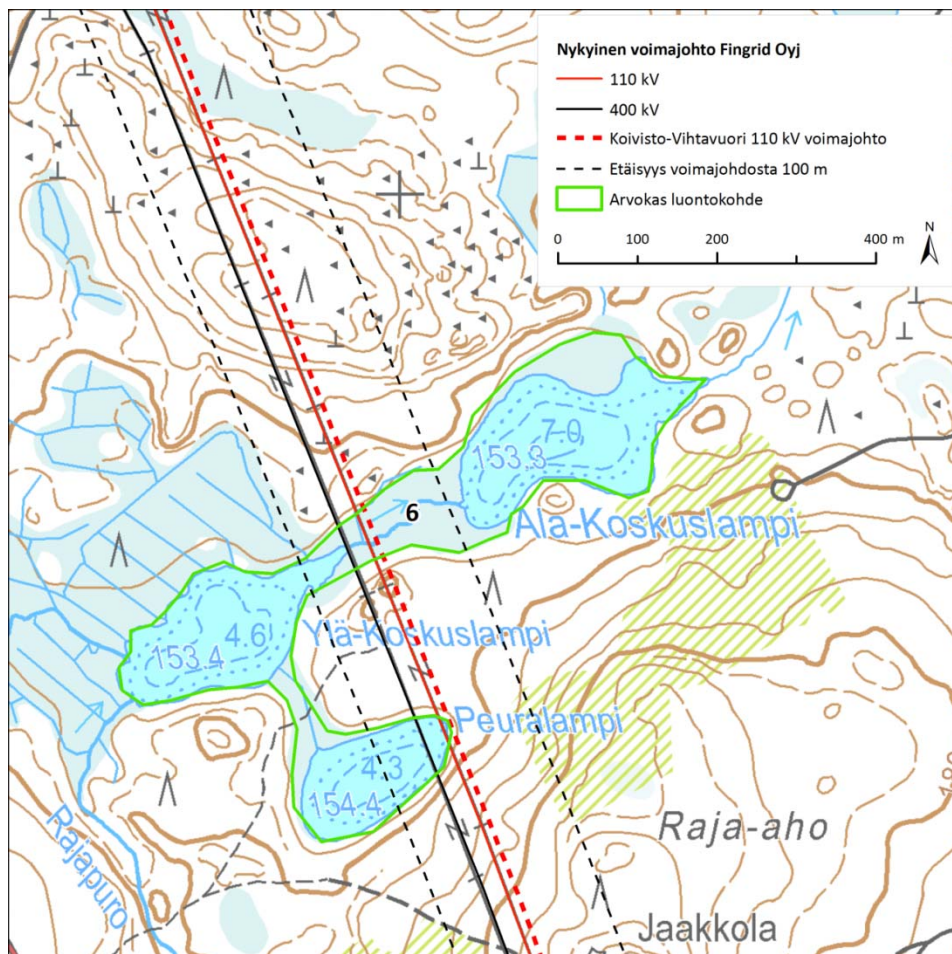 Nykyinen voimajohto Fingrid Oyj
110 kV
400 kV
Koivisto-Vihtavuori 110 kV voimajohto
Etäisyys voimajohdosta 100 m
Arvokas luontokohde
0 100 200 400 m
N
7.0
153.3
6
Ala-Koskuslampi
4.6
Ylä-Koskuslampi
153.4
Peuralampi
4.3
154.4
Raja-aho
Rajapuro
Jaakkola